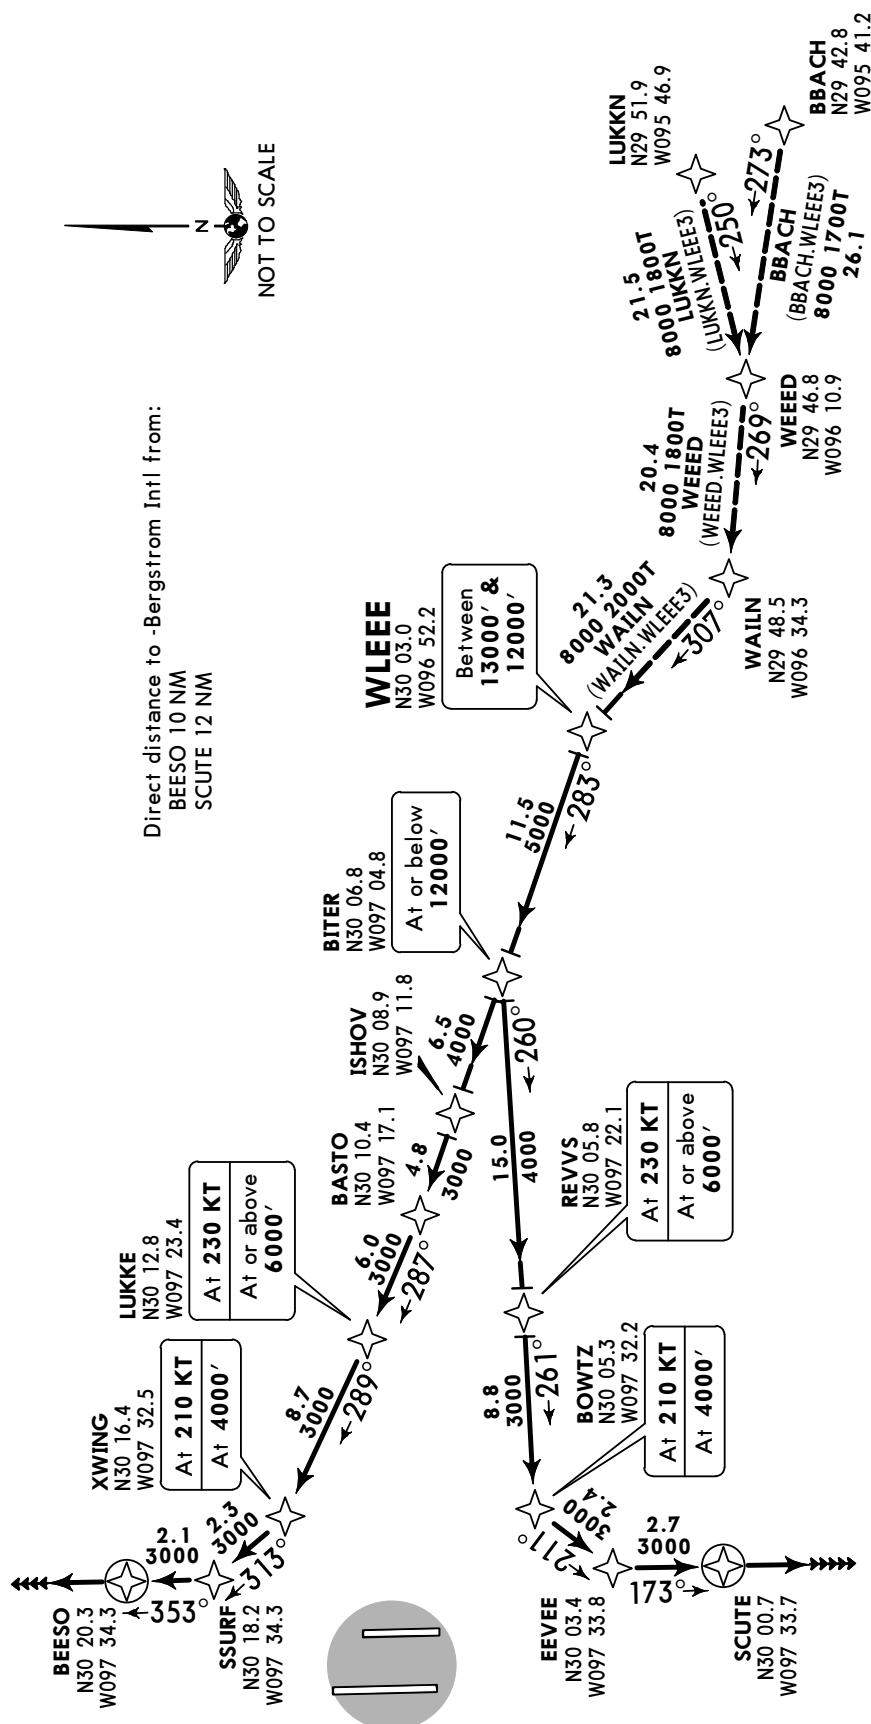 N
NOT TO SCALE
Direct distance to -Bergstrom Intl from:
BEESO 10 NM
SCUTE 12 NM
BBACH
N29 42.8
W095 41.2
LUKKN
N29 51.9
W095 46.9
273°
BBACH
(BBACH.WLEEE3)
8000 1700T
26.1
250°
21.5
8000 1800T
LUKKN
(LUKKN.WLEEE3)
WEEED
N29 46.8
W096 10.9
269°
20.4
8000 1800T
WEEED
(WEEED.WLEEE3)
WAILN
N29 48.5
W096 34.3
307°
21.3
8000 2000T
WAILN
(WAILN.WLEEE3)
WLEEE
N30 03.0
W096 52.2
Between
13000' &
12000'
283°
11.5
5000
BITER
N30 06.8
W097 04.8
At or below
12000'
6.5
4000
ISHOV
N30 08.9
W097 11.8
4.8
3000
BASTO
N30 10.4
W097 17.1
6.0
3000
287°
LUKKE
N30 12.8
W097 23.4
At 230 KT
At or above
6000'
8.7
3000
289°
XWING
N30 16.4
W097 32.5
At 210 KT
At 4000'
2.3
3000
313°
SSURF
N30 18.2
W097 34.3
2.1
3000
353°
BEESO
N30 20.3
W097 34.3
260°
15.0
4000
REVVS
N30 05.8
W097 22.1
At 230 KT
At or above
6000'
8.8
3000
261°
BOWTZ
N30 05.3
W097 32.2
At 210 KT
At 4000'
2.4
3000
211°
EEVEE
N30 03.4
W097 33.8
2.7
3000
173°
SCUTE
N30 00.7
W097 33.7